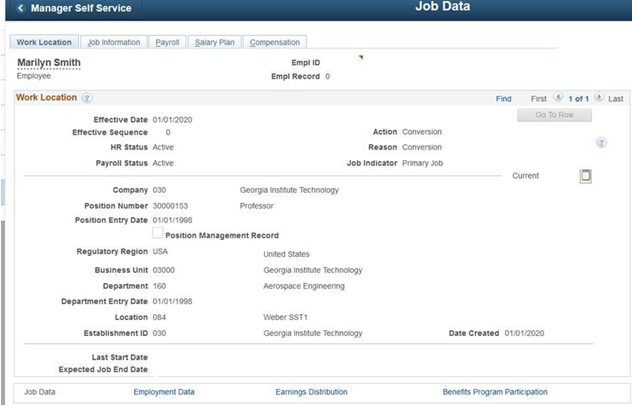 Manager Self Service Job Data
Work Location Job Information Payroll Salary Plan Compensation
Marilyn Smith Empl ID
Employee Empl Record 0
Work Location ? Find First 1 of 1 Last
Effective Date 01/01/2020 Go To Row
Effective Sequence 0 Action Conversion
HR Status Active Reason Conversion ?
Payroll Status Active Job Indicator Primary Job
Current
Company 030 Georgia Institute Technology
Position Number 30000153 Professor
Position Entry Date 01/01/1998
Position Management Record
Regulatory Region USA United States
Business Unit 03000 Georgia Institute Technology
Department 160 Aerospace Engineering
Department Entry Date 01/01/1998
Location 084 Weber SST1
Establishment ID 030 Georgia Institute Technology Date Created 01/01/2020
Last Start Date
Expected Job End Date
Job Data Employment Data Earnings Distribution Benefits Program Participation